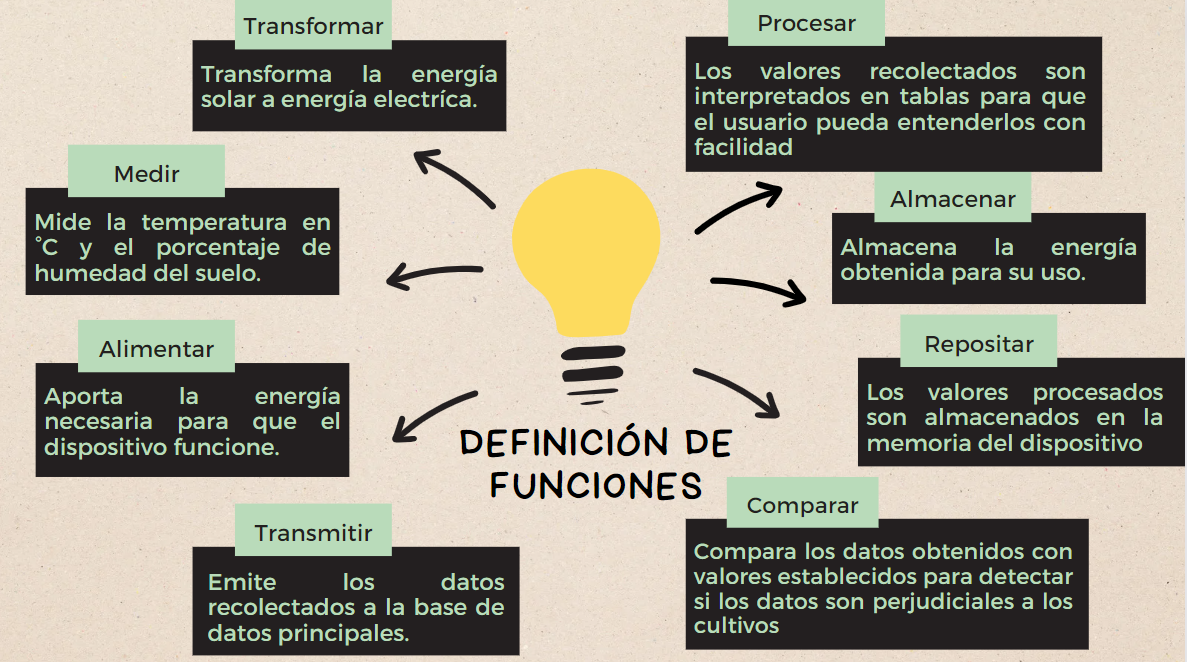 Transformar
Transforma la energía
solar a energía electríca.
Medir
Mide la temperatura en
°C y el porcentaje de
humedad del suelo.
Alimentar
Aporta la energía
necesaria para que el
dispositivo funcione.
Transmitir
Emite los datos
recolectados a la base de
datos principales.
DEFINICIÓN DE
FUNCIONES
Procesar
Los valores recolectados son
interpretados en tablas para que
el usuario pueda entenderlos con
facilidad
Almacenar
Almacena la energía
obtenida para su uso.
Repositar
Los valores procesados
son almacenados en la
memoria del dispositivo
Comparar
Compara los datos obtenidos con
valores establecidos para detectar
si los datos son perjudiciales a los
cultivos